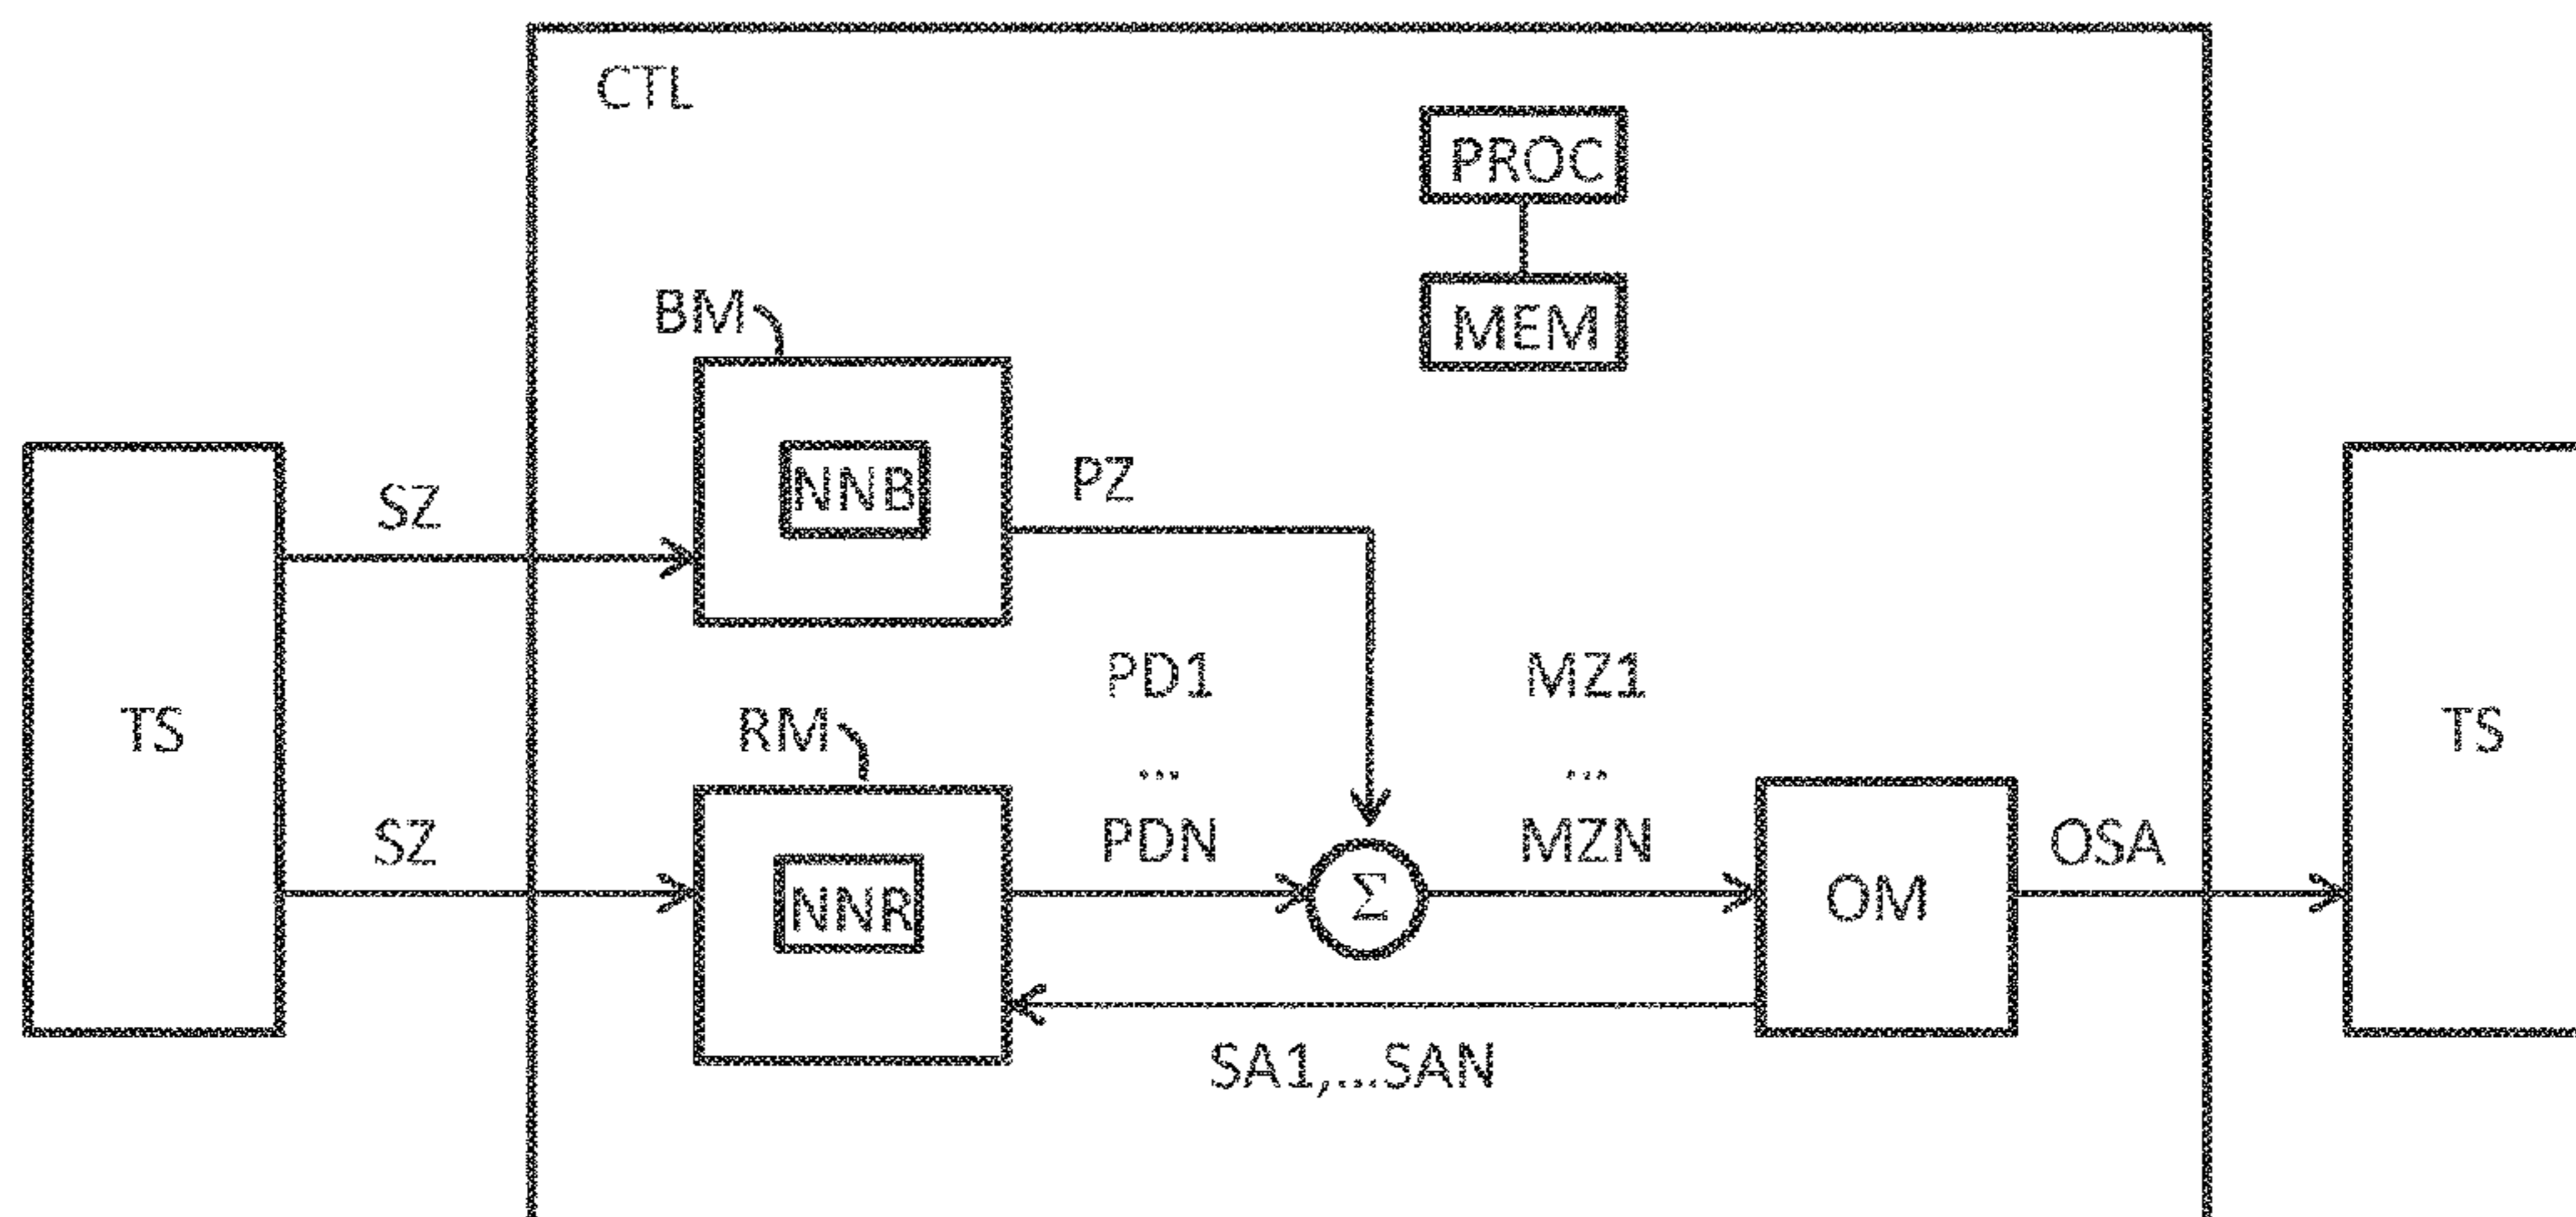 CTL
PROC
MEM
BM
NNB
PZ
SZ
TS
SZ
RM
NNR
PD1
...
PDN
Σ
MZ1
...
MZN
OM
OSA
SA1,...SAN
TS